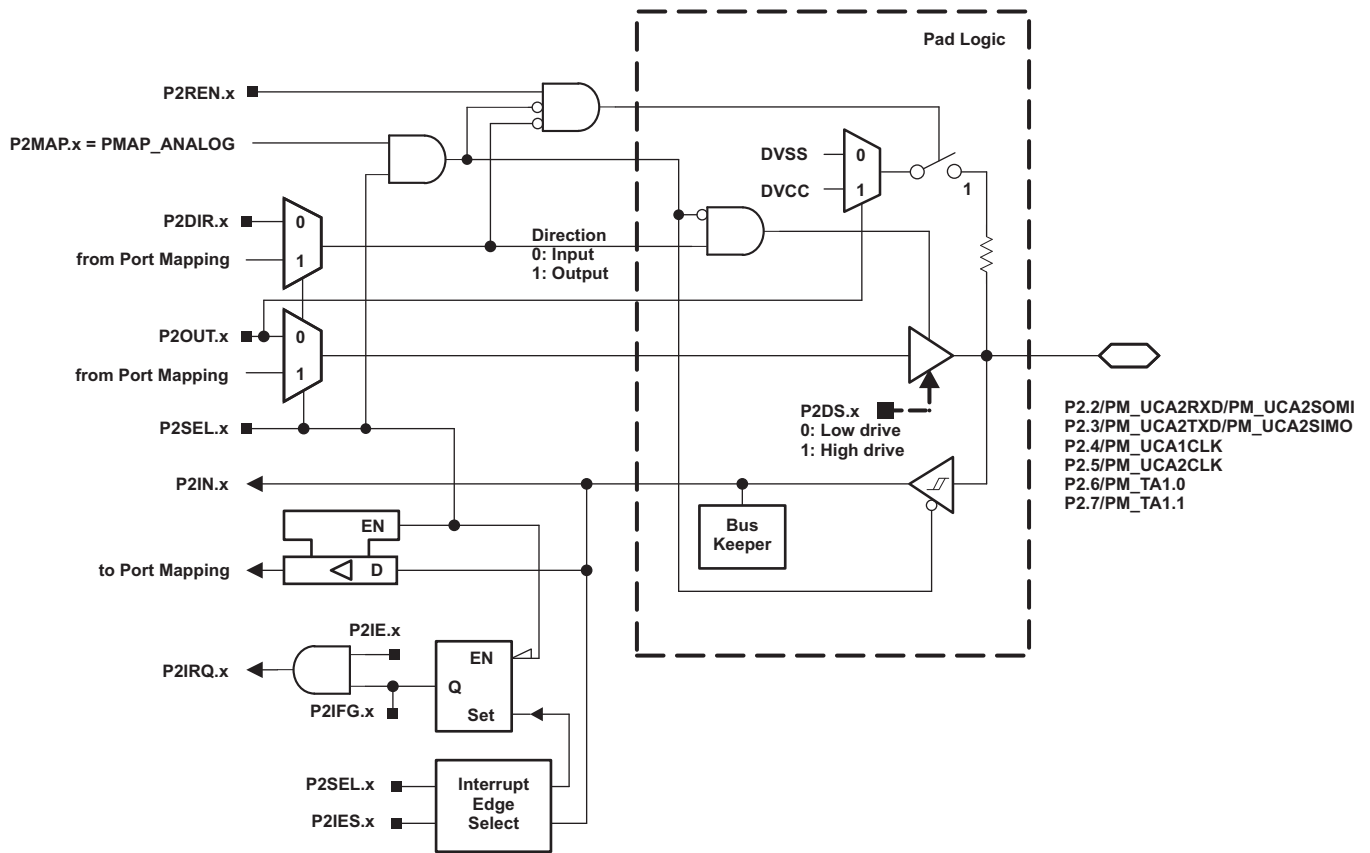 Pad Logic
P2REN.x
P2MAP.x = PMAP_ANALOG
DVSS
0
DVCC
1
1
P2DIR.x
0
from Port Mapping
1
Direction
0: Input
1: Output
P2OUT.x
0
from Port Mapping
1
P2SEL.x
P2DS.x
0: Low drive
1: High drive
P2.2/PM_UCA2RXD/PM_UCA2SOMI
P2.3/PM_UCA2TXD/PM_UCA2SIMO
P2.4/PM_UCA1CLK
P2.5/PM_UCA2CLK
P2.6/PM_TA1.0
P2.7/PM_TA1.1
P2IN.x
Bus
Keeper
EN
to Port Mapping
D
P2IE.x
P2IRQ.x
EN
Q
P2IFG.x
Set
P2SEL.x
P2IES.x
Interrupt
Edge
Select